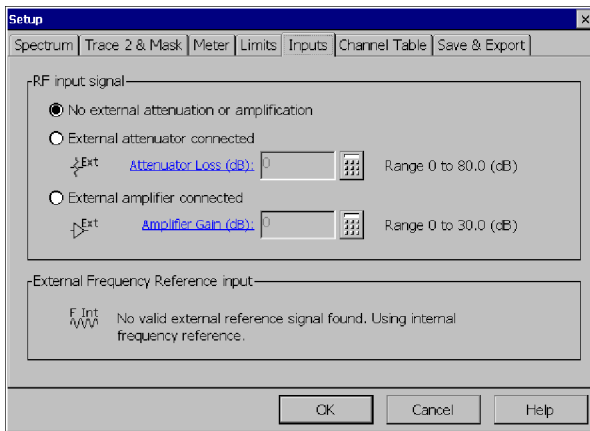 Setup
Spectrum Trace 2 & Mask Meter Limits Inputs Channel Table Save & Export
RF input signal
No external attenuation or amplification
External attenuator connected
Ext Attenuator Loss (dB): 0 Range 0 to 80.0 (dB)
External amplifier connected
Ext Amplifier Gain (dB): 0 Range 0 to 30.0 (dB)
External Frequency Reference input
F Int No valid external reference signal found. Using internal
frequency reference.
OK Cancel Help